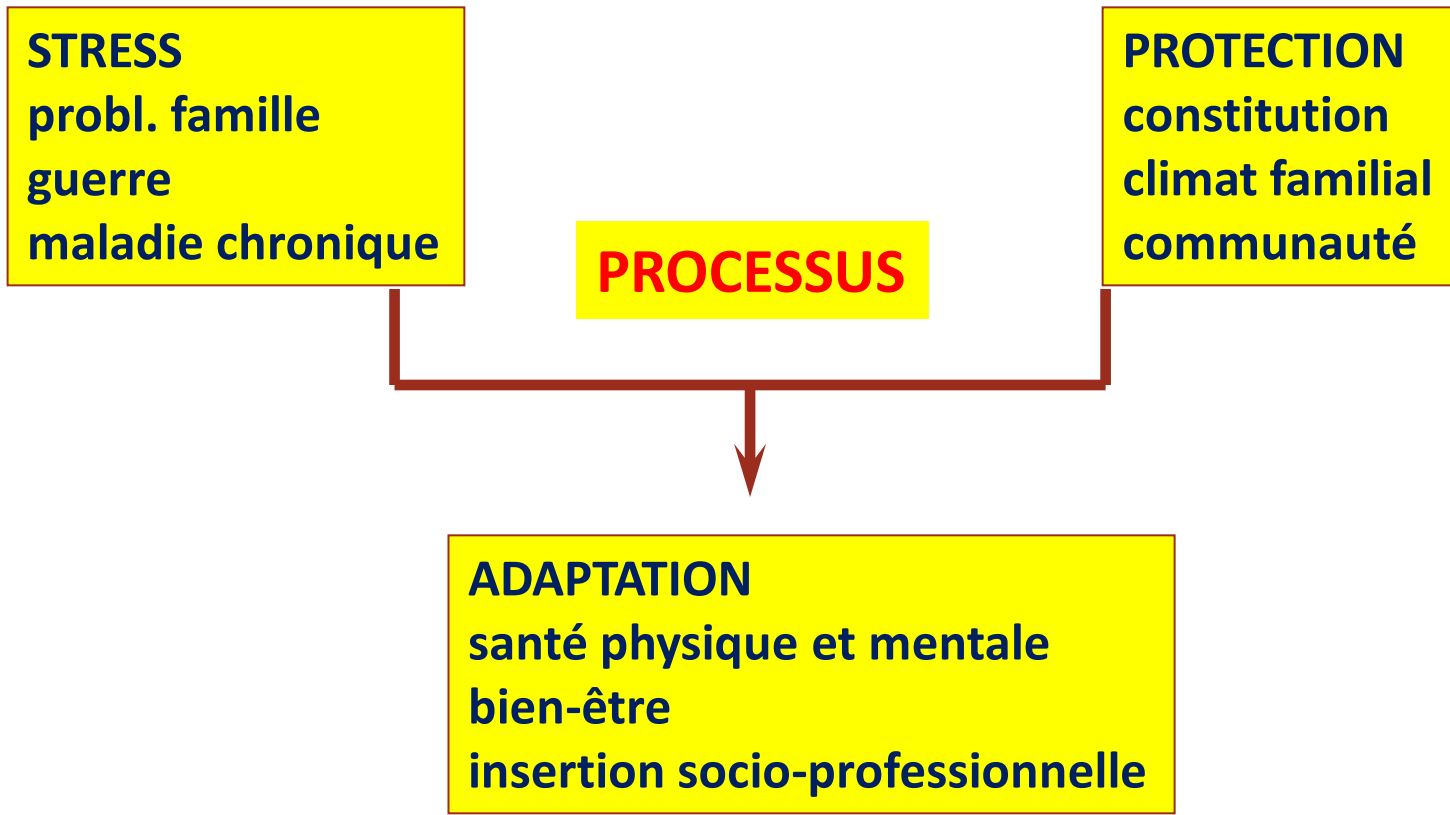 STRESS
probl. famille
guerre
maladie chronique
PROTECTION
constitution
climat familial
communauté
PROCESSUS
ADAPTATION
santé physique et mentale
bien-être
insertion socio-professionnelle